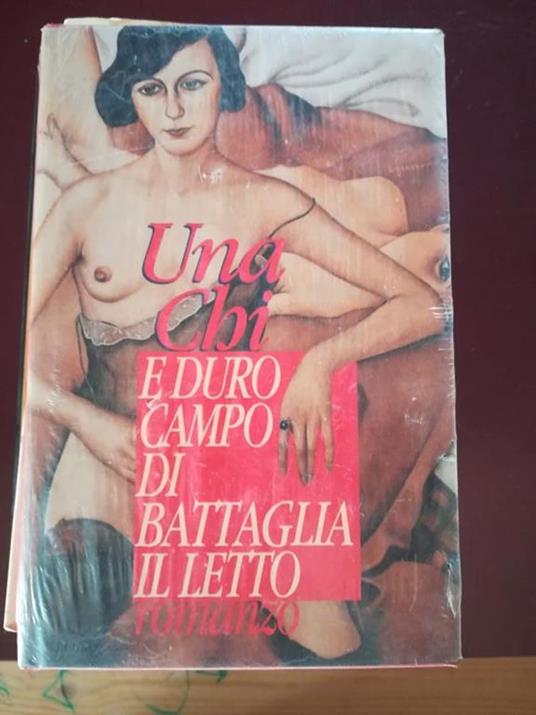 Una
Chi
E DURO
CAMPO
DI
BATTAGLIA
IL LETTO
romanzo